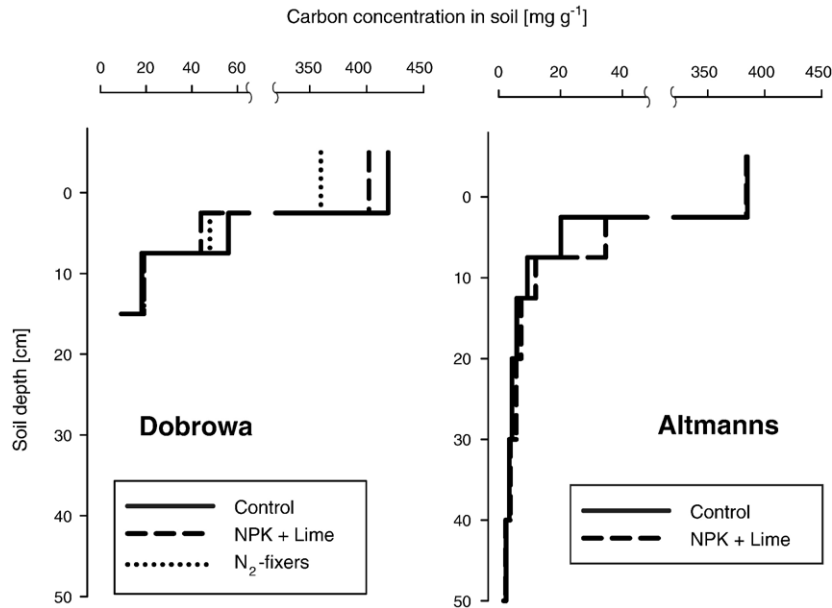 Carbon concentration in soil [mg g⁻¹]
0 20 40 60 350 400 450
0 20 40 350 400 450
Soil depth [cm]
0
10
20
30
40
50
0
10
20
30
40
50
Dobrowa
Altmanns
Control
NPK + Lime
N₂-fixers
Control
NPK + Lime